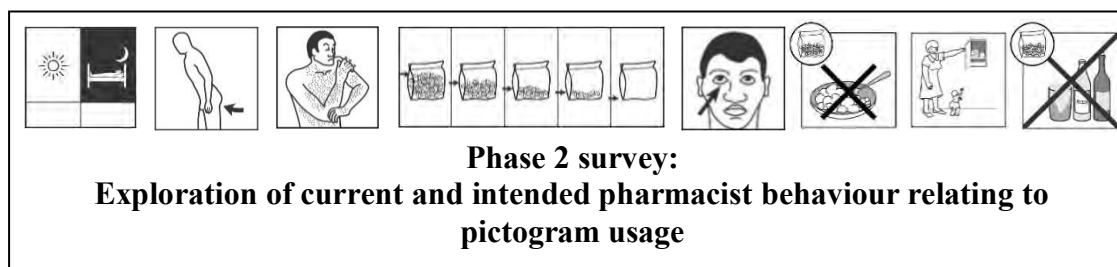 Phase 2 survey:
Exploration of current and intended pharmacist behaviour relating to
pictogram usage